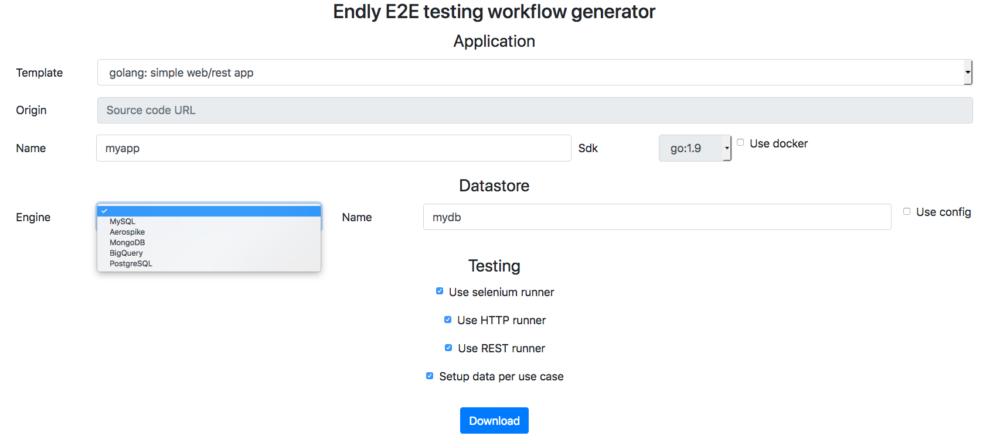 Endly E2E testing workflow generator
Application
Template golang: simple web/rest app
Origin Source code URL
Name myapp Sdk go:1.9 Use docker
Datastore
Engine Name mydb Use config
MySQL
Aerospike
MongoDB
BigQuery
PostgreSQL
Testing
Use selenium runner
Use HTTP runner
Use REST runner
Setup data per use case
Download